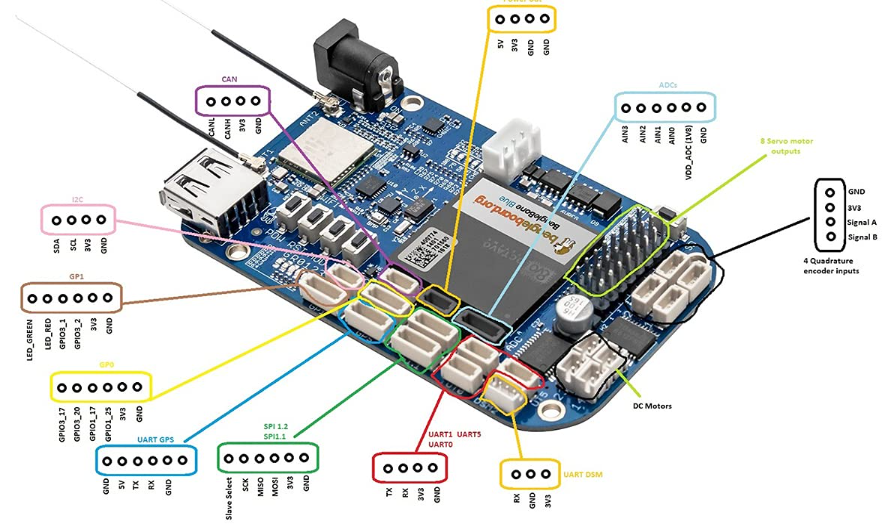 5V
3V3
GND
GND
CAN
CANL
CANH
3V3
GND
ADCs
AIN3
AIN2
AIN1
AIN0
VDD_ADC (1V8)
GND
8 Servo motor
outputs
GND
3V3
Signal A
Signal B
4 Quadrature
encoder inputs
I2C
SDA
SCL
3V3
GND
GP1
LED_GREEN
LED_RED
GPIO3_1
GPIO3_2
3V3
GND
GP0
GPIO3_17
GPIO3_20
GPIO1_17
GPIO1_25
3V3
GND
UART GPS
GND
5V
TX
RX
GND
SPI 1.2
SPI1.1
Slave Select
SCK
MISO
MOSI
3V3
GND
UART1 UART5
UART0
TX
RX
3V3
GND
UART DSM
RX
GND
3V3
DC Motors
beagleboard.org
BeagleBone Blue
ANT2